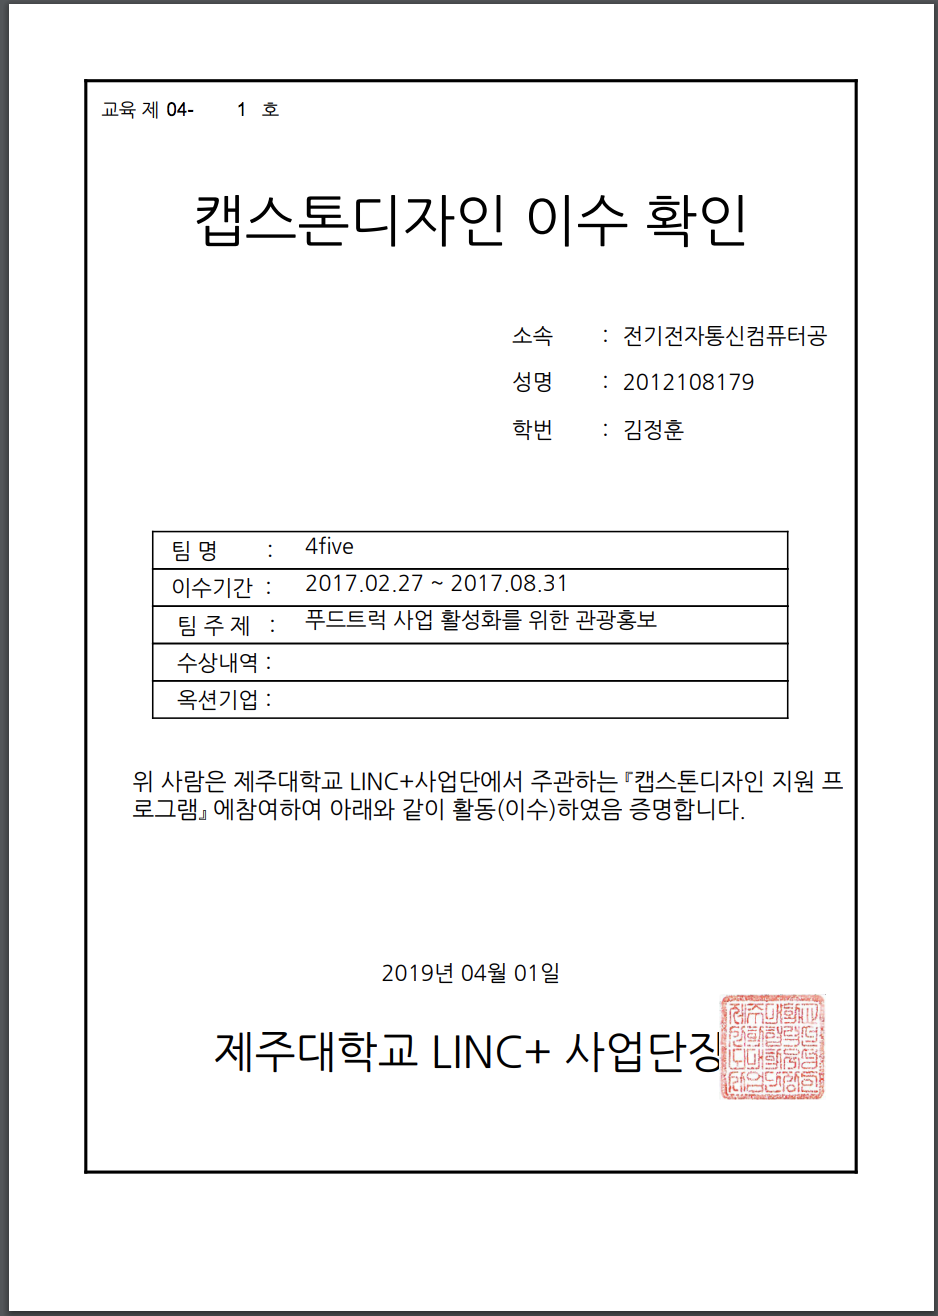 교육 제 04- 1 호
캡스톤디자인 이수 확인
소속 : 전기전자통신컴퓨터공
성명 : 2012108179
학번 : 김정훈
팀 명 : 4five
이수기간 : 2017.02.27 ~ 2017.08.31
팀 주 제 : 푸드트럭 사업 활성화를 위한 관광홍보
수상내역 :
옥션기업 :
위 사람은 제주대학교 LINC+사업단에서 주관하는『캡스톤디자인 지원 프
로그램』에참여하여 아래와 같이 활동(이수)하였음 증명합니다.
2019년 04월 01일
제주대학교 LINC+ 사업단장